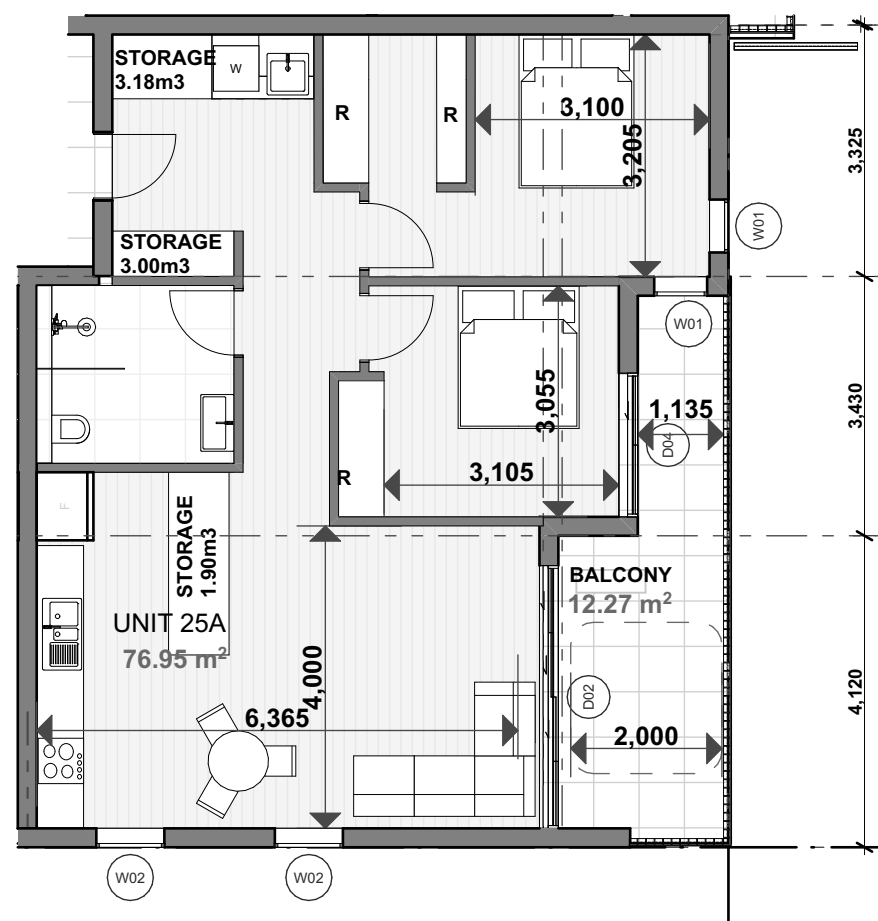 STORAGE
3.18m3
W
R
R
3,100
3,205
3,325
W01
STORAGE
3.00m3
W01
3,055
1,135
3,430
D04
3,105
R
F
STORAGE
1.90m3
BALCONY
12.27 m²
UNIT 25A
76.95 m²
4,000
6,365
D02
2,000
4,120
W02
W02